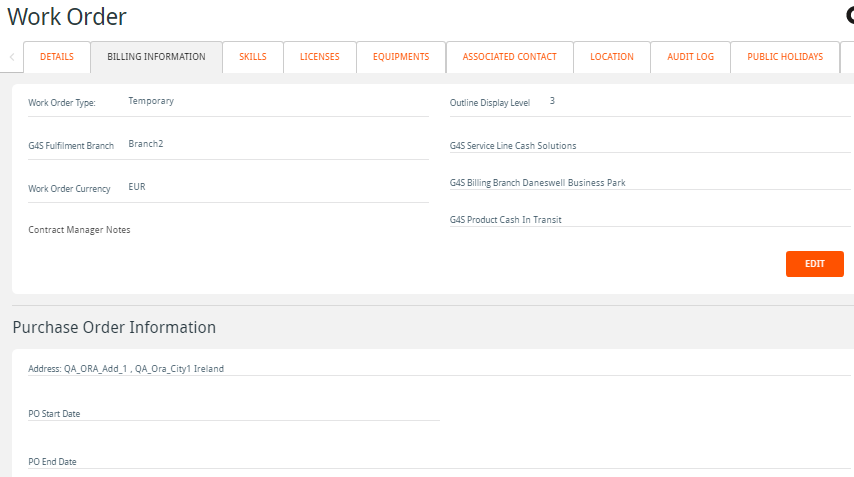 Work Order
DETAILS
BILLING INFORMATION
SKILLS
LICENSES
EQUIPMENTS
ASSOCIATED CONTACT
LOCATION
AUDIT LOG
PUBLIC HOLIDAYS
Work Order Type: Temporary
Outline Display Level 3
G4S Fulfilment Branch Branch2
G4S Service Line Cash Solutions
Work Order Currency EUR
G4S Billing Branch Daneswell Business Park
Contract Manager Notes
G4S Product Cash In Transit
EDIT
Purchase Order Information
Address: QA_ORA_Add_1 , QA_Ora_City1 Ireland
PO Start Date
PO End Date